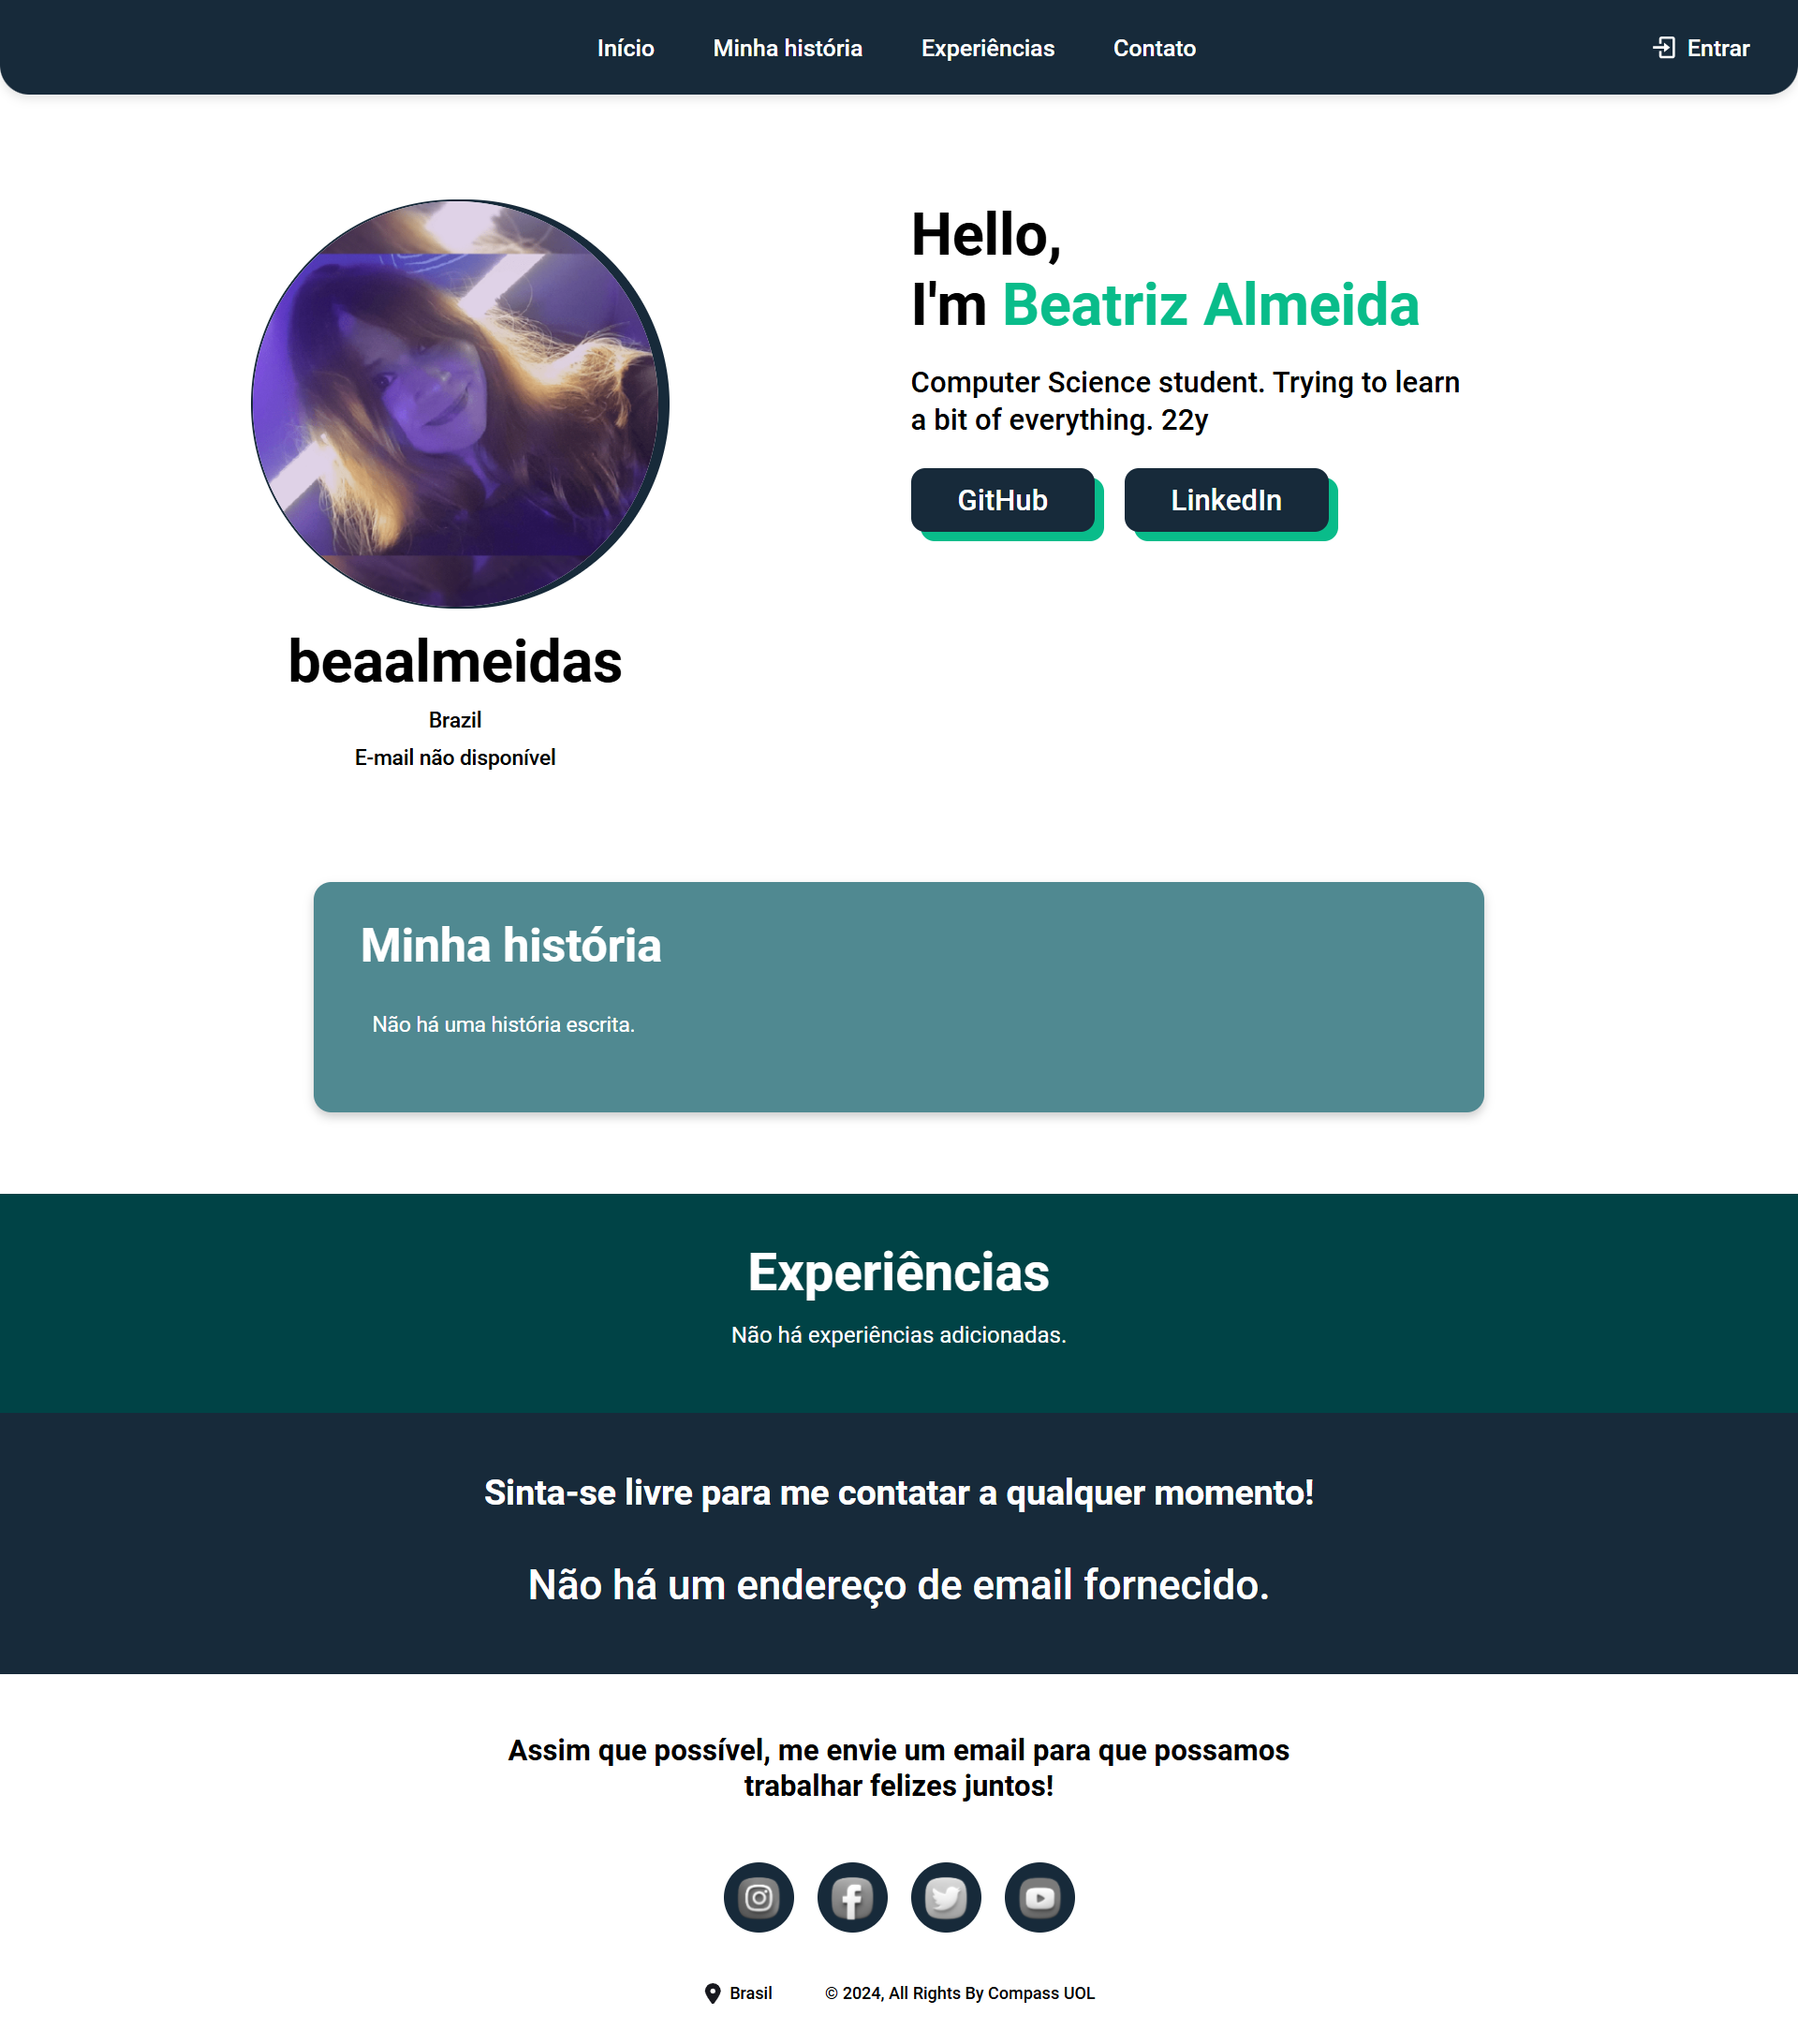 Início
Minha história
Experiências
Contato
Entrar
Hello,
I'm Beatriz Almeida
Computer Science student. Trying to learn
a bit of everything. 22y
GitHub
LinkedIn
beaalmeidas
Brazil
E-mail não disponível
Minha história
Não há uma história escrita.
Experiências
Não há experiências adicionadas.
Sinta-se livre para me contatar a qualquer momento!
Não há um endereço de email fornecido.
Assim que possível, me envie um email para que possamos
trabalhar felizes juntos!
Brasil
© 2024, All Rights By Compass UOL